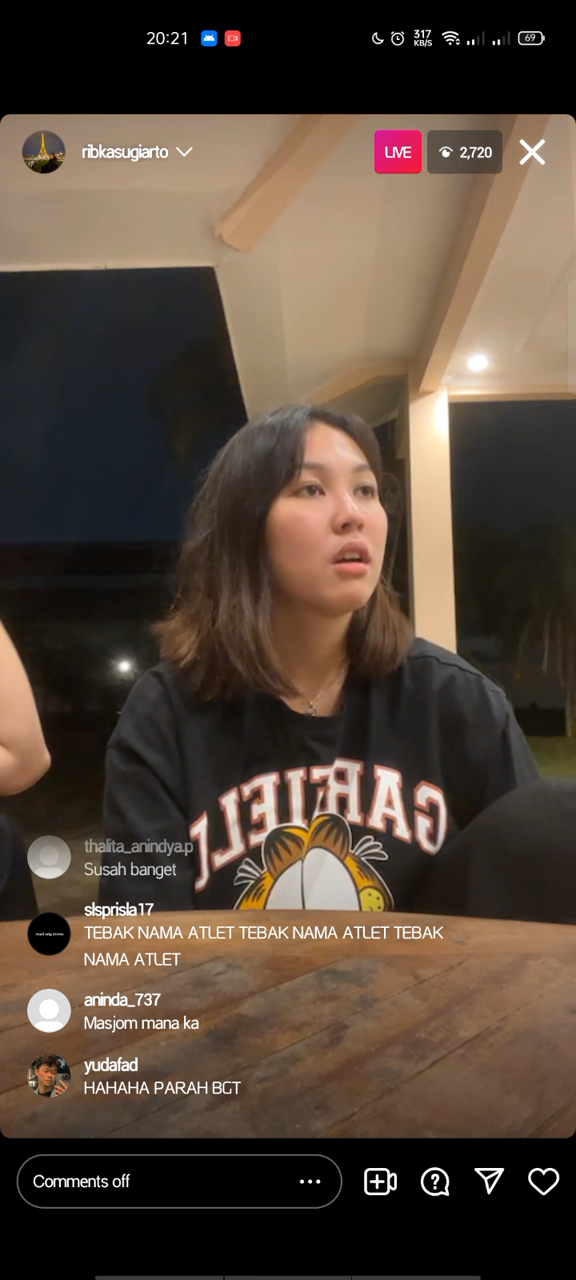 20:21
317
KB/S
69
ribkasugiarto
LIVE
2,720
GARFIEL
thalita_anindya.p
Susah banget
slsprisla17
TEBAK NAMA ATLET TEBAK NAMA ATLET TEBAK
NAMA ATLET
aninda_737
Masjom mana ka
yudafad
HAHAHA PARAH BGT
Comments off